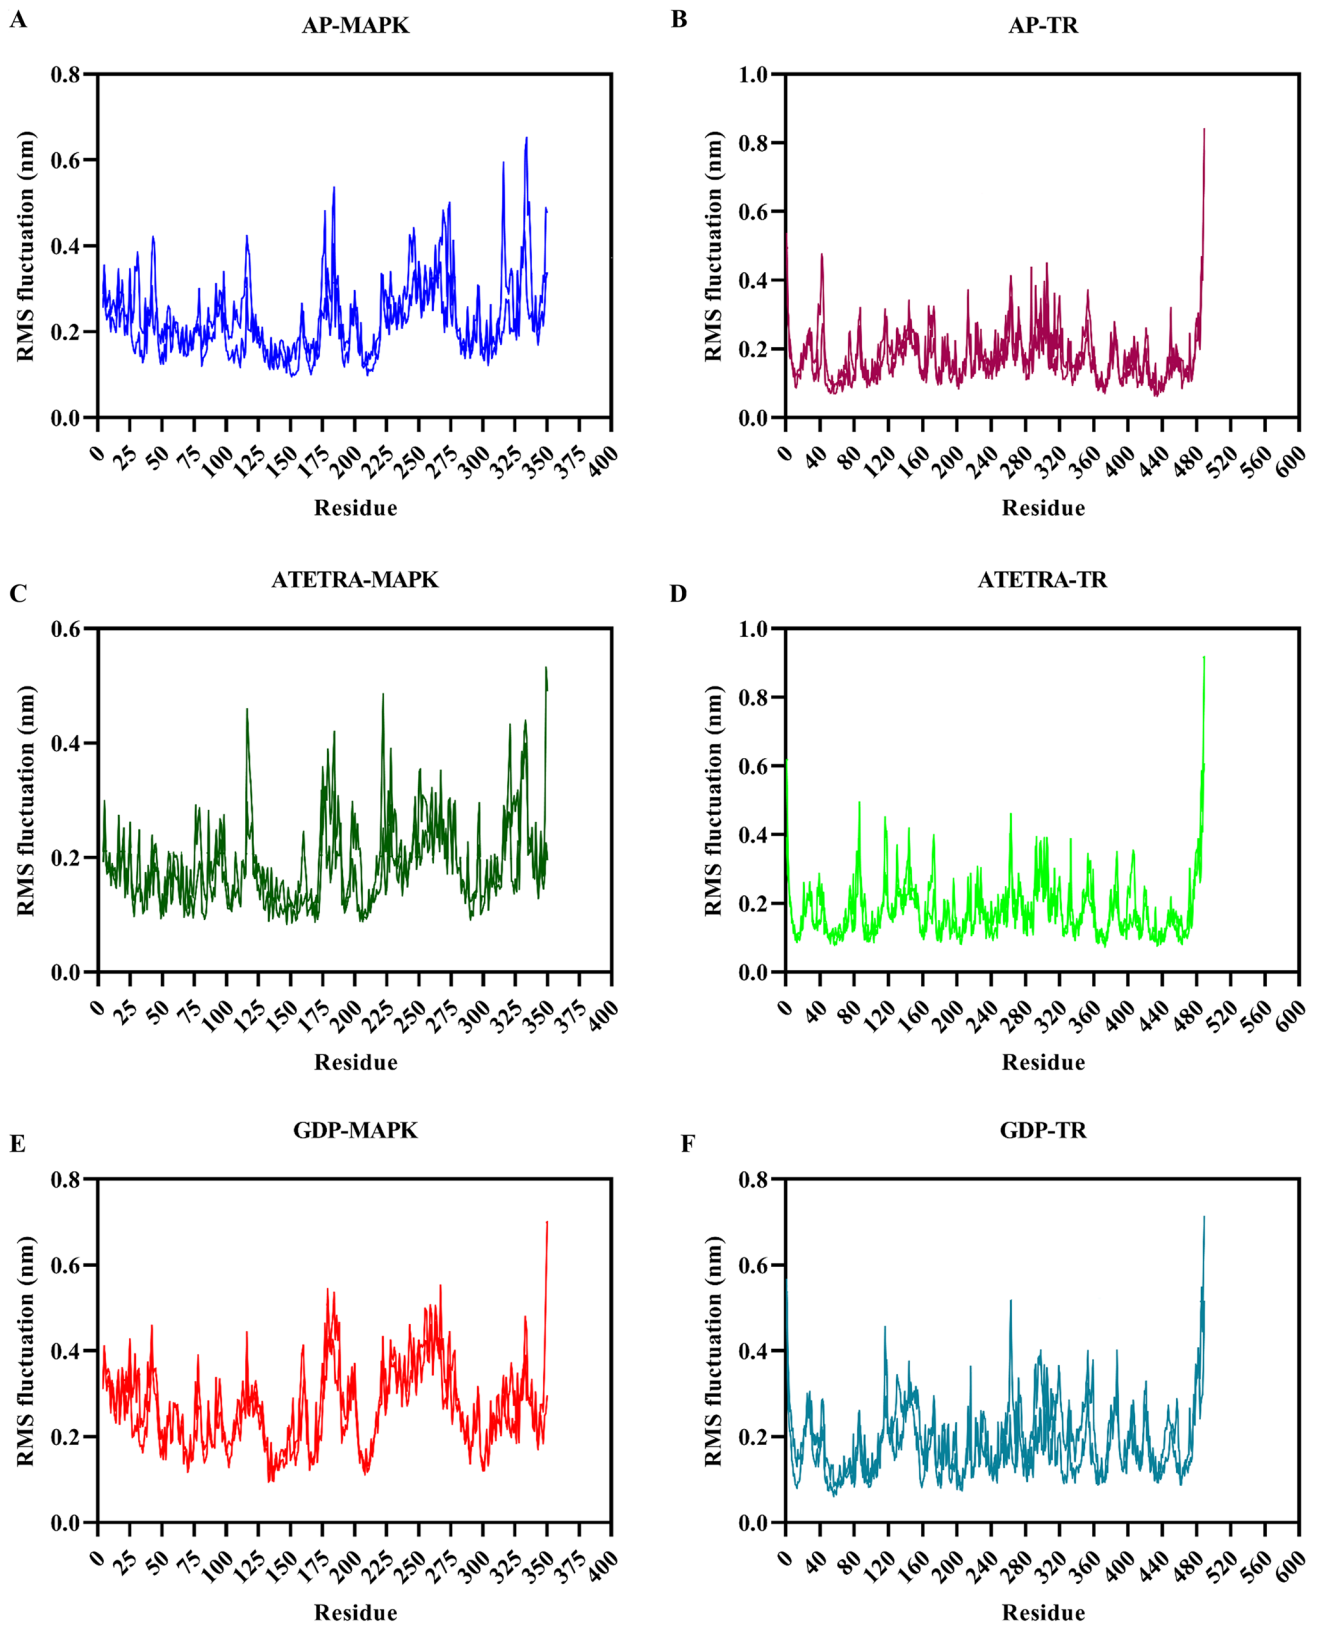 A
AP-MAPK
RMS fluctuation (nm)
0.8
0.6
0.4
0.2
0.0
0 25 50 75 100 125 150 175 200 225 250 275 300 325 350 375 400
Residue
B
AP-TR
RMS fluctuation (nm)
1.0
0.8
0.6
0.4
0.2
0.0
0 40 80 120 160 200 240 280 320 360 400 440 480 520 560 600
Residue
C
ATETRA-MAPK
RMS fluctuation (nm)
0.6
0.4
0.2
0.0
0 25 50 75 100 125 150 175 200 225 250 275 300 325 350 375 400
Residue
D
ATETRA-TR
RMS fluctuation (nm)
1.0
0.8
0.6
0.4
0.2
0.0
0 40 80 120 160 200 240 280 320 360 400 440 480 520 560 600
Residue
E
GDP-MAPK
RMS fluctuation (nm)
0.8
0.6
0.4
0.2
0.0
0 25 50 75 100 125 150 175 200 225 250 275 300 325 350 375 400
Residue
F
GDP-TR
RMS fluctuation (nm)
0.8
0.6
0.4
0.2
0.0
0 40 80 120 160 200 240 280 320 360 400 440 480 520 560 600
Residue